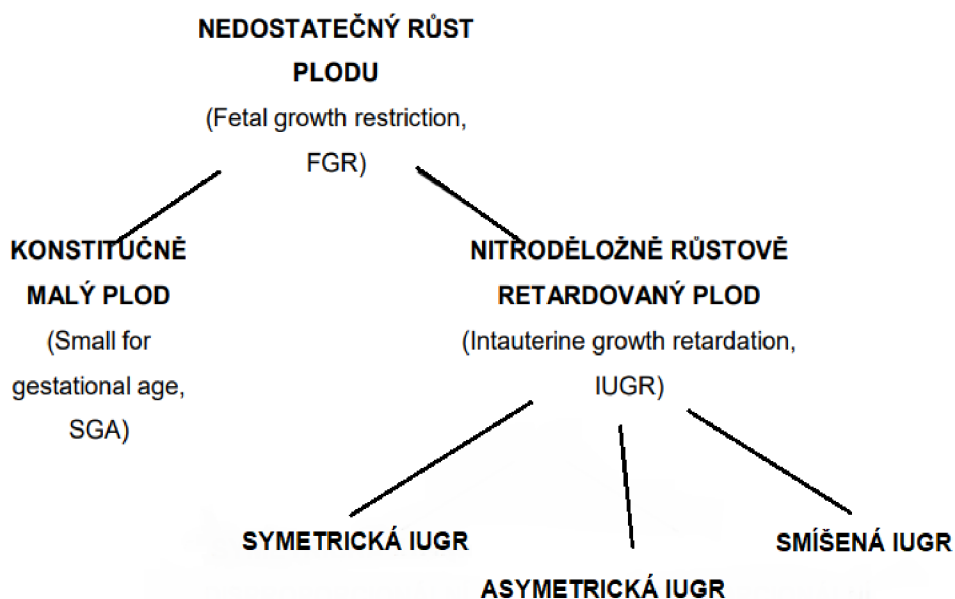 NEDOSTATEČNÝ RŮST
PLODU
(Fetal growth restriction,
FGR)
KONSTITUČNĚ
MALÝ PLOD
(Small for
gestational age,
SGA)
NITRODĚLOŽNĚ RŮSTOVĚ
RETARDOVANÝ PLOD
(Intauterine growth retardation,
IUGR)
SYMETRICKÁ IUGR
ASYMETRICKÁ IUGR
SMÍŠENÁ IUGR